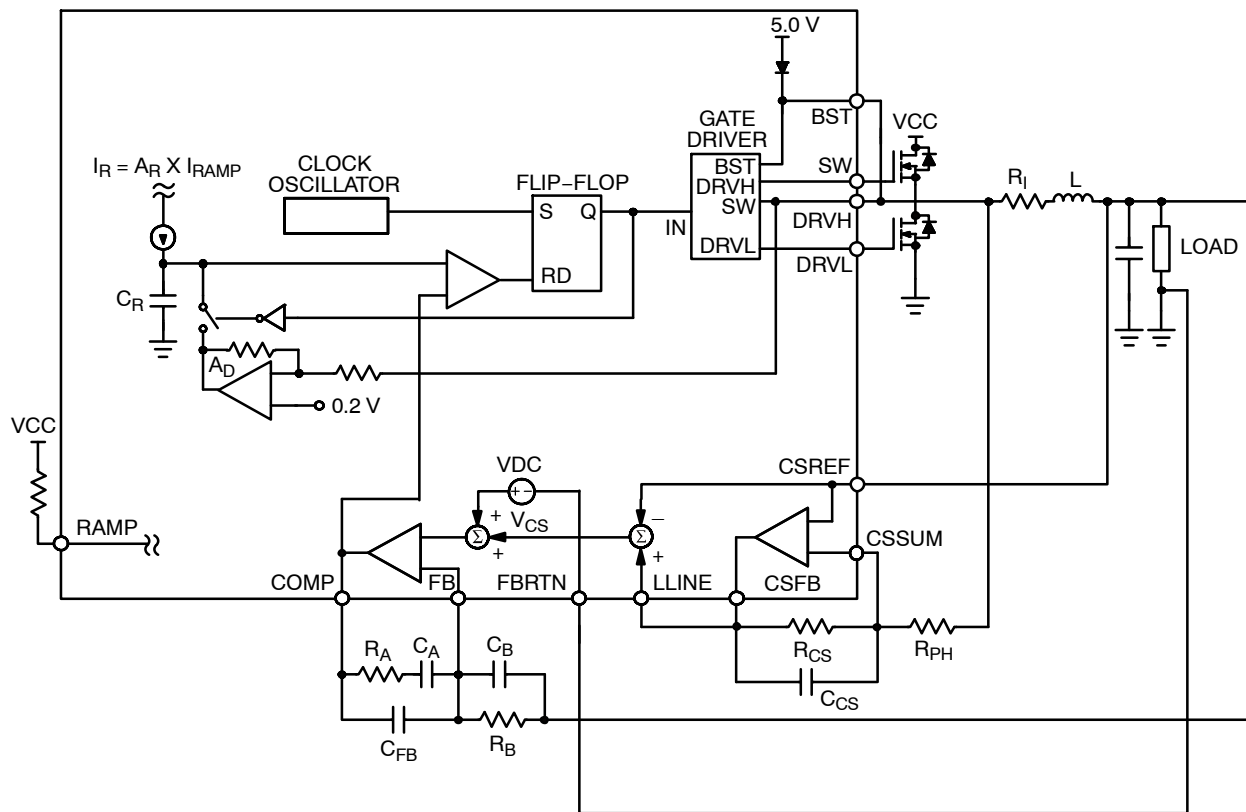 5.0 V
BST
GATE
DRIVER
VCC
I_R = A_R X I_RAMP
CLOCK
OSCILLATOR
FLIP–FLOP
BST
DRVH
SW
DRVL
SW
R_I
L
S
Q
IN
DRVH
RD
DRVL
LOAD
C_R
A_D
0.2 V
VCC
RAMP
VDC
+ –
CSREF
+
V_CS
–
Σ
Σ
+
+
CSSUM
COMP
FB
FBRTN
LLINE
CSFB
R_A
C_A
C_B
R_CS
R_PH
C_CS
C_FB
R_B